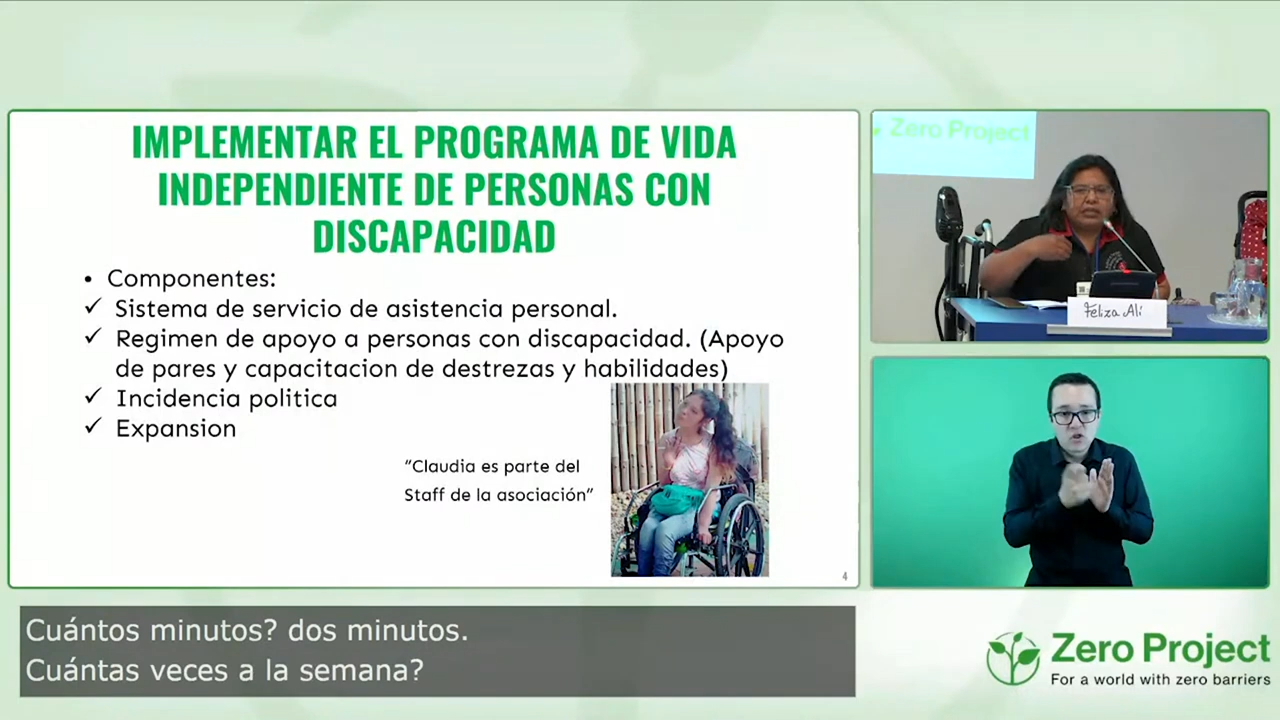 IMPLEMENTAR EL PROGRAMA DE VIDA
INDEPENDIENTE DE PERSONAS CON
DISCAPACIDAD
• Componentes:
✓ Sistema de servicio de asistencia personal.
✓ Regimen de apoyo a personas con discapacidad. (Apoyo
de pares y capacitacion de destrezas y habilidades)
✓ Incidencia politica
✓ Expansion
"Claudia es parte del
Staff de la asociación"
4
Zero Project
Féliza Ali
Cuántos minutos? dos minutos.
Cuántas veces a la semana?
Zero Project
For a world with zero barriers